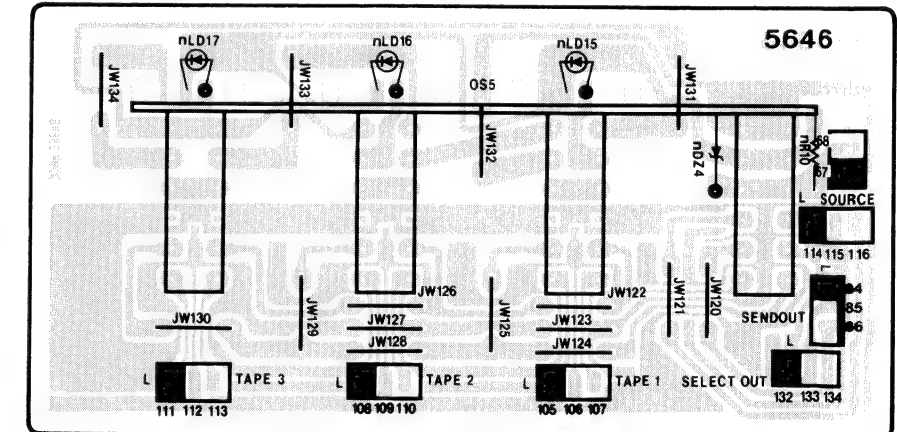 5646
nLD17
nLD16
nLD15
JW134
JW133
OS5
JW131
JW132
nDZ4
nR10
68
67
L SOURCE
114 115 116
L
84
85
86
JW126
JW122
JW129
JW125
JW121
JW120
JW130
JW127
JW123
SENDOUT
JW128
JW124
L
L TAPE 3
L TAPE 2
L TAPE 1
SELECT OUT
111 112 113
108 109 110
105 106 107
132 133 134